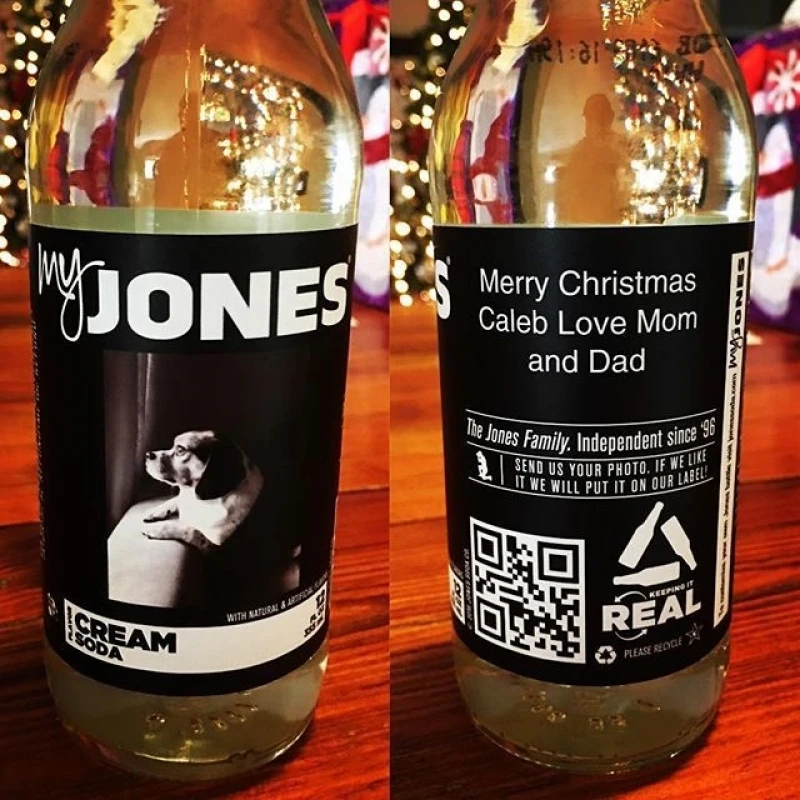 my JONES
WITH NATURAL & ARTIFICIAL
FLAVOR
CREAM
SODA
12
Merry Christmas
Caleb Love Mom
and Dad
The Jones Family. Independent since '96
SEND US YOUR PHOTO. IF WE LIKE
IT WE WILL PUT IT ON OUR LABEL!
KEEPING IT
REAL
PLEASE RECYCLE
my JONES